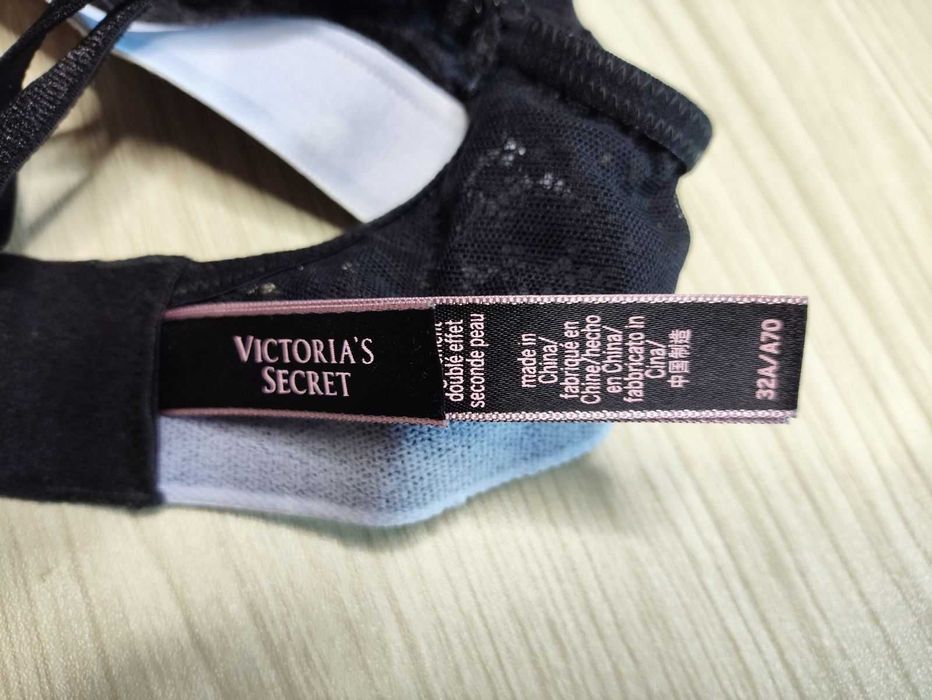 VICTORIA'S
SECRET
doublé effet
seconde peau
made in
China/
fabriqué en
Chine/hecho
en China/
fabbricato in
Cina/
中国制造
32A/A70